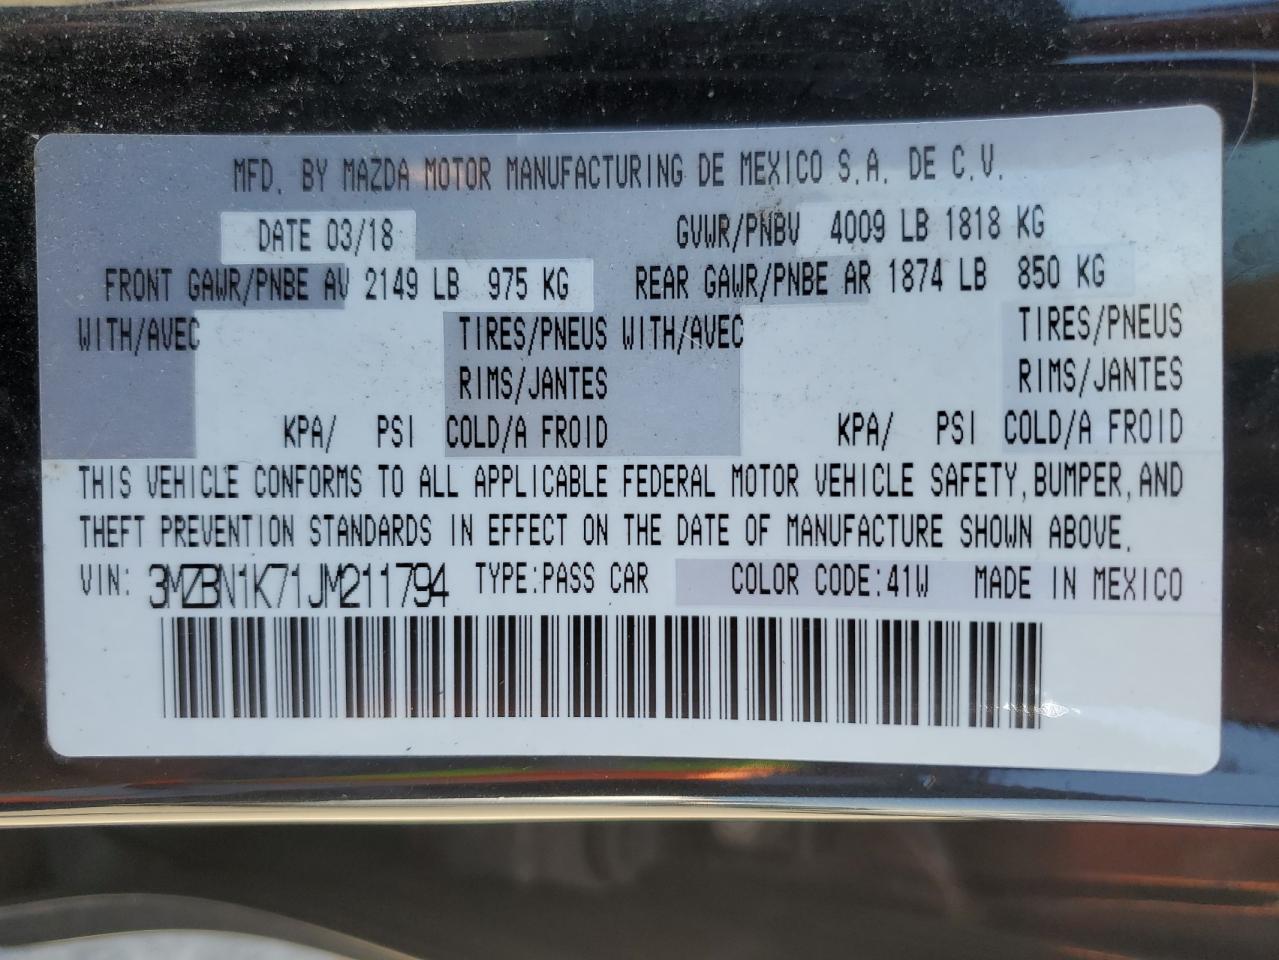 MFD. BY MAZDA MOTOR MANUFACTURING DE MEXICO S.A. DE C.V.
DATE 03/18 GVWR/PNBV 4009 LB 1818 KG
FRONT GAWR/PNBE AV 2149 LB 975 KG REAR GAWR/PNBE AR 1874 LB 850 KG
WITH/AVEC TIRES/PNEUS WITH/AVEC TIRES/PNEUS
RIMS/JANTES RIMS/JANTES
KPA/ PSI COLD/A FROID KPA/ PSI COLD/A FROID
THIS VEHICLE CONFORMS TO ALL APPLICABLE FEDERAL MOTOR VEHICLE SAFETY, BUMPER, AND
THEFT PREVENTION STANDARDS IN EFFECT ON THE DATE OF MANUFACTURE SHOWN ABOVE.
VIN: 3MZBN1K71JM211794 TYPE:PASS CAR COLOR CODE:41W MADE IN MEXICO